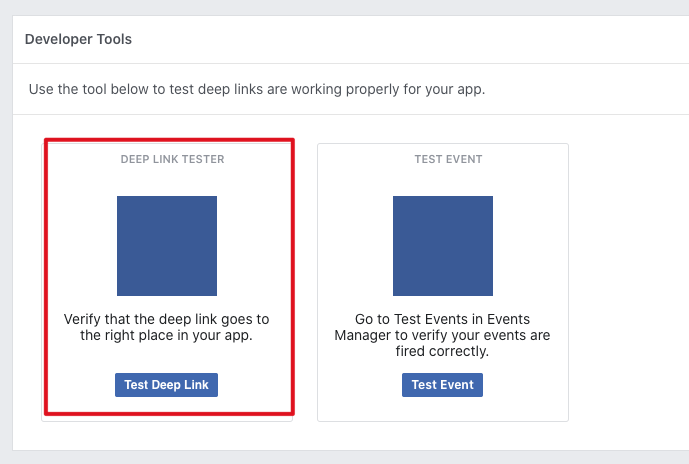 Developer Tools
Use the tool below to test deep links are working properly for your app.
DEEP LINK TESTER
Verify that the deep link goes to
the right place in your app.
Test Deep Link
TEST EVENT
Go to Test Events in Events
Manager to verify your events are
fired correctly.
Test Event